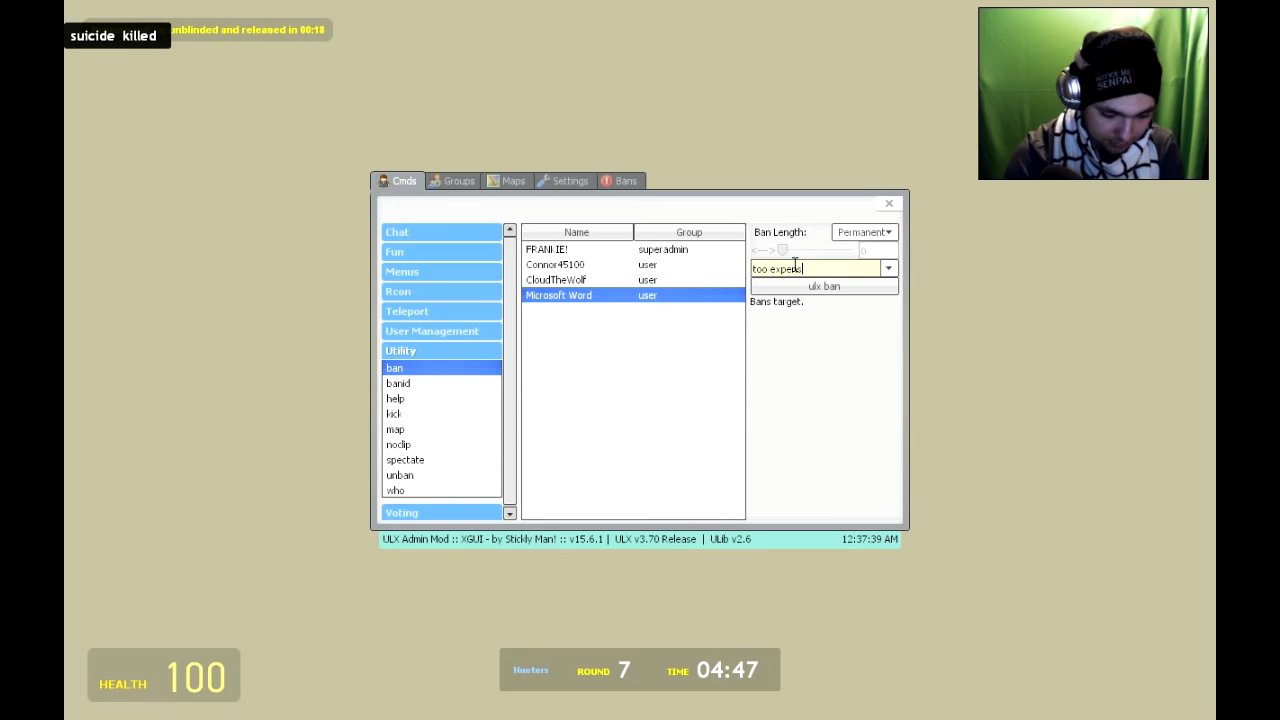 suicide killed
unblinded and released in 00:18
NOTICE ME
SENPAI
Cmds Groups Maps Settings Bans
Chat
Fun
Menus
Rcon
Teleport
User Management
Utility
ban
banid
help
kick
map
noclip
spectate
unban
who
Voting
Name Group
FRANKIE! superadmin
Connor45100 user
CloudTheWolf user
Microsoft Word user
Ban Length: Permanent
<---> 0
too expens
ulx ban
Bans target.
ULX Admin Mod :: XGUI - by Stickly Man! :: v15.6.1 | ULX v3.70 Release | ULib v2.6 12:37:39 AM
HEALTH 100
Hunters ROUND 7 TIME 04:47